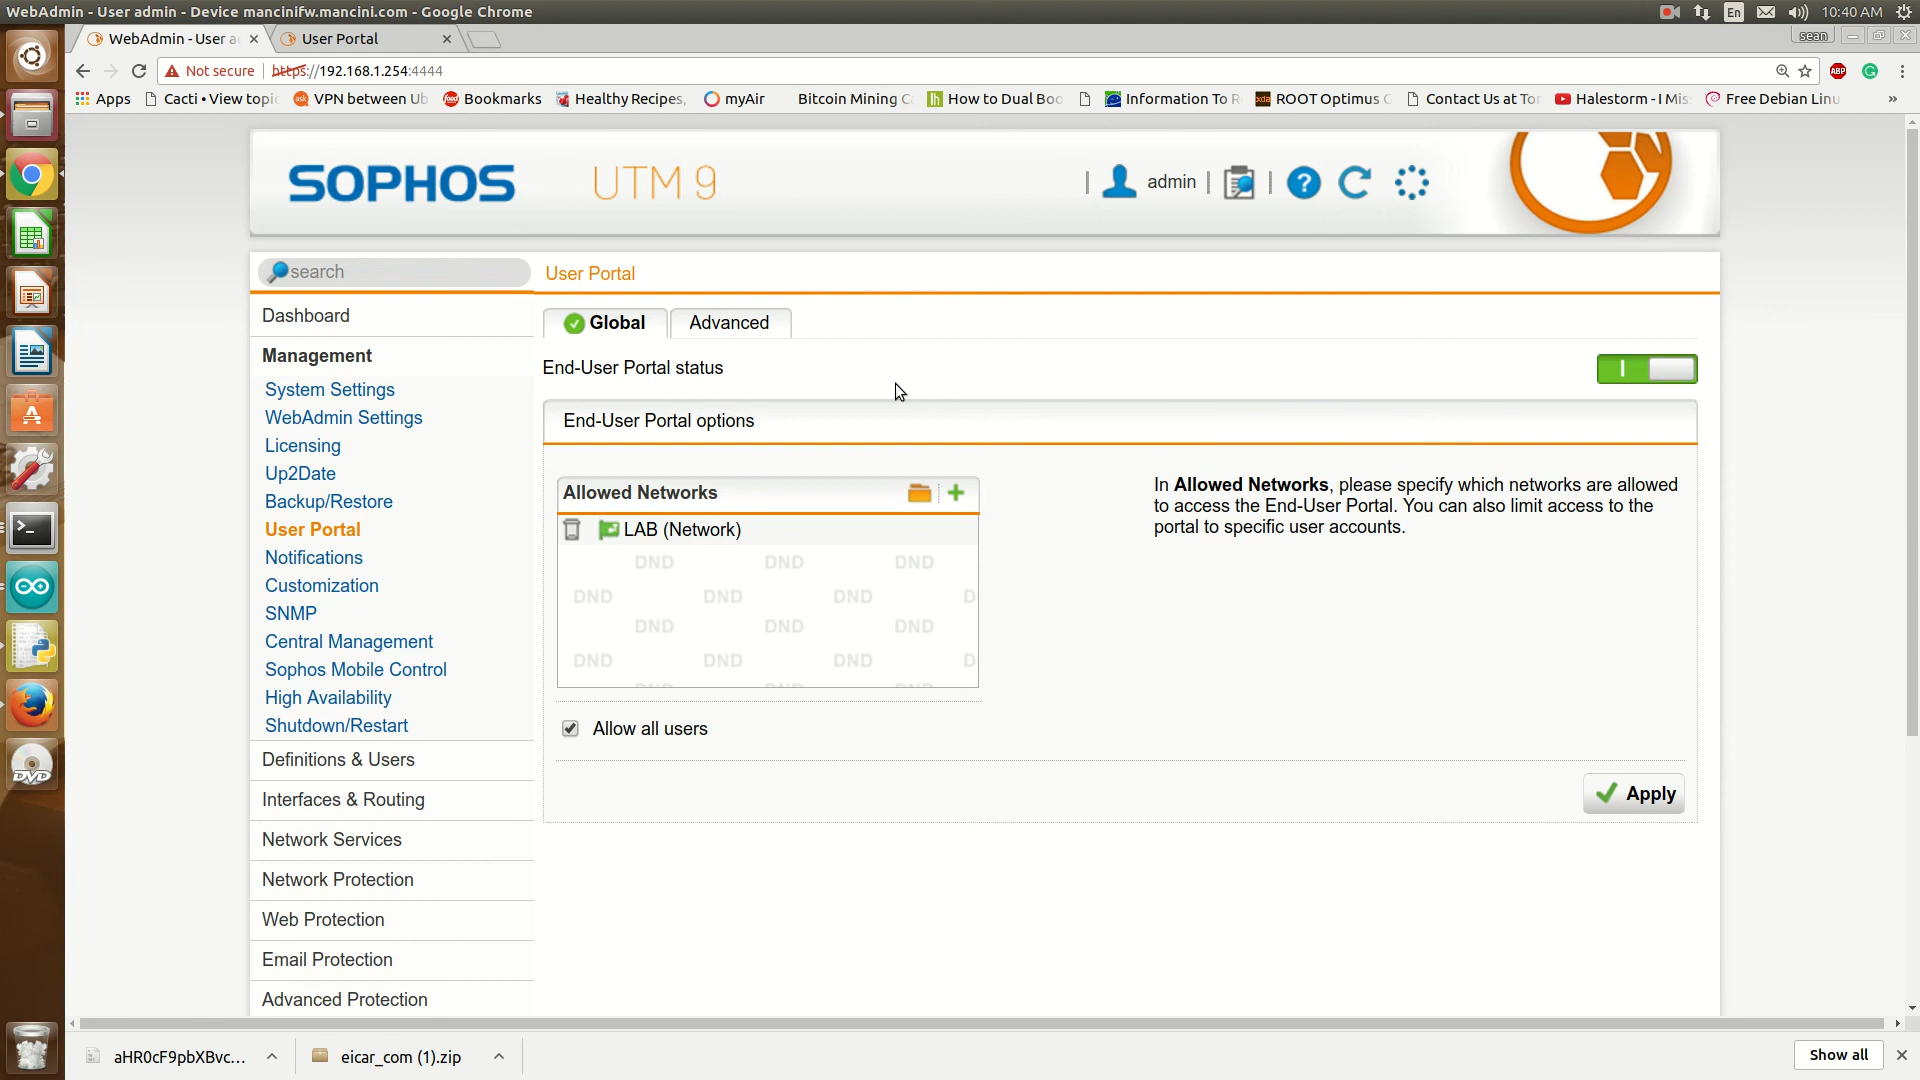 WebAdmin - User admin - Device mancinifw.mancini.com - Google Chrome
En
10:40 AM
WebAdmin - User a
User Portal
sean
Not secure
https://192.168.1.254:4444
ABP
Apps
Cacti • View topic
VPN between Ub
Bookmarks
Healthy Recipes,
myAir
Bitcoin Mining C
How to Dual Boo
Information To R
ROOT Optimus G
Contact Us at Tor
Halestorm - I Mis
Free Debian Linu
»
SOPHOS
UTM 9
admin
search
User Portal
Dashboard
Management
System Settings
WebAdmin Settings
Licensing
Up2Date
Backup/Restore
User Portal
Notifications
Customization
SNMP
Central Management
Sophos Mobile Control
High Availability
Shutdown/Restart
Definitions & Users
Interfaces & Routing
Network Services
Network Protection
Web Protection
Email Protection
Advanced Protection
Global
Advanced
End-User Portal status
End-User Portal options
Allowed Networks
LAB (Network)
DND DND DND
DND DND DND D
DND DND DND
DND DND DND D
DND DND DND
In Allowed Networks, please specify which networks are allowed
to access the End-User Portal. You can also limit access to the
portal to specific user accounts.
Allow all users
Apply
DVD
aHR0cF9pbXBvc...
eicar_com (1).zip
Show all